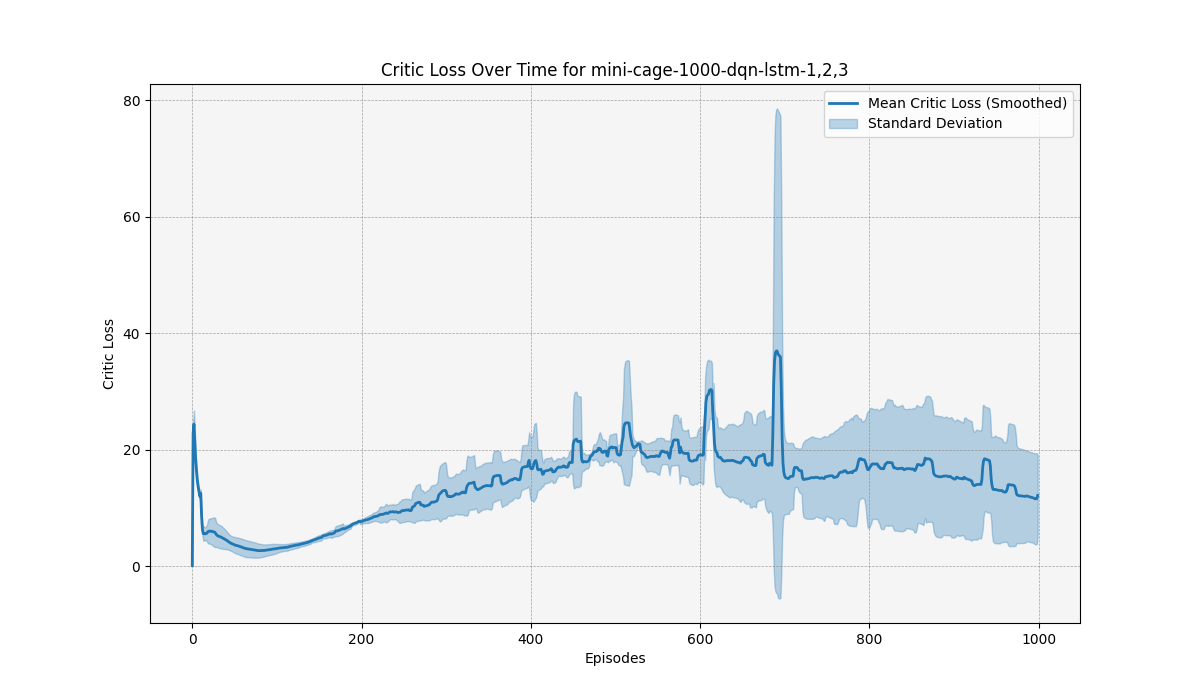 Critic Loss Over Time for mini-cage-1000-dqn-lstm-1,2,3
Mean Critic Loss (Smoothed)
Standard Deviation
80
60
40
20
0
Critic Loss
0 200 400 600 800 1000
Episodes